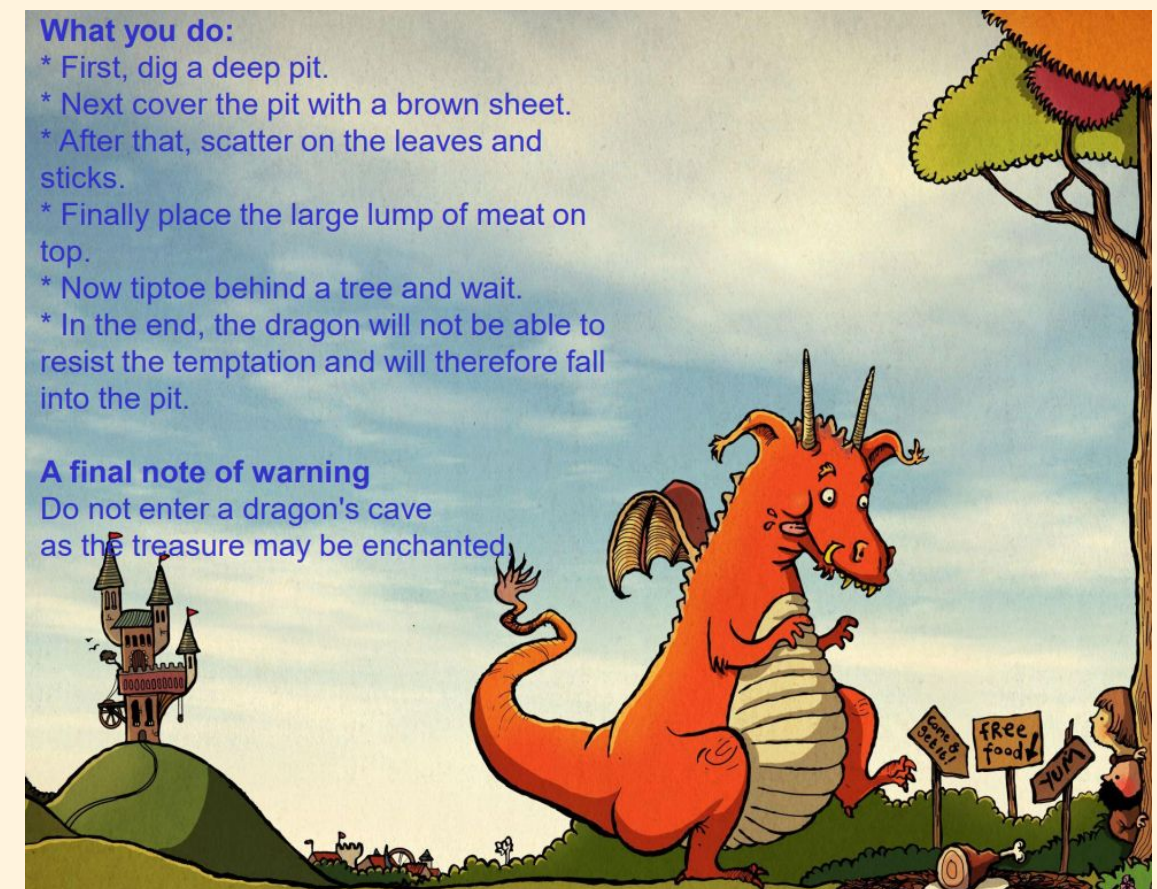 What you do:
* First, dig a deep pit.
* Next cover the pit with a brown sheet.
* After that, scatter on the leaves and
sticks.
* Finally place the large lump of meat on
top.
* Now tiptoe behind a tree and wait.
* In the end, the dragon will not be able to
resist the temptation and will therefore fall
into the pit.
A final note of warning
Do not enter a dragon's cave
as the treasure may be enchanted.
Come &
get it!
free
food
YUM